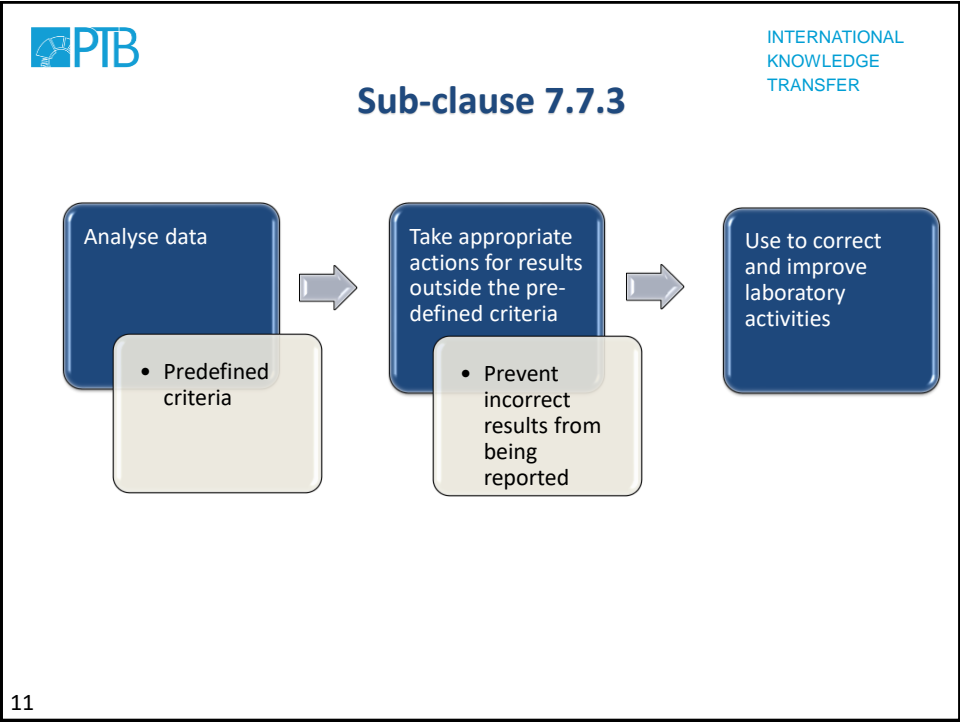 PTB
INTERNATIONAL
KNOWLEDGE
TRANSFER
Sub-clause 7.7.3
Analyse data
• Predefined
criteria
Take appropriate
actions for results
outside the pre-
defined criteria
• Prevent
incorrect
results from
being
reported
Use to correct
and improve
laboratory
activities
11